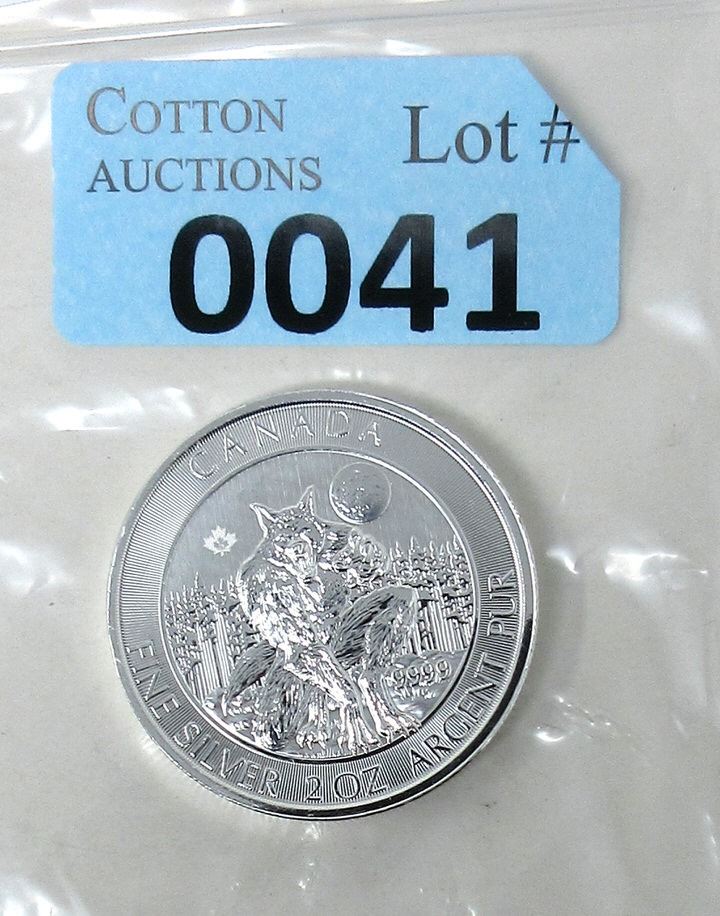 COTTON
AUCTIONS
Lot #
0041
CANADA
9999
FINE SILVER 2 OZ ARGENT PUR